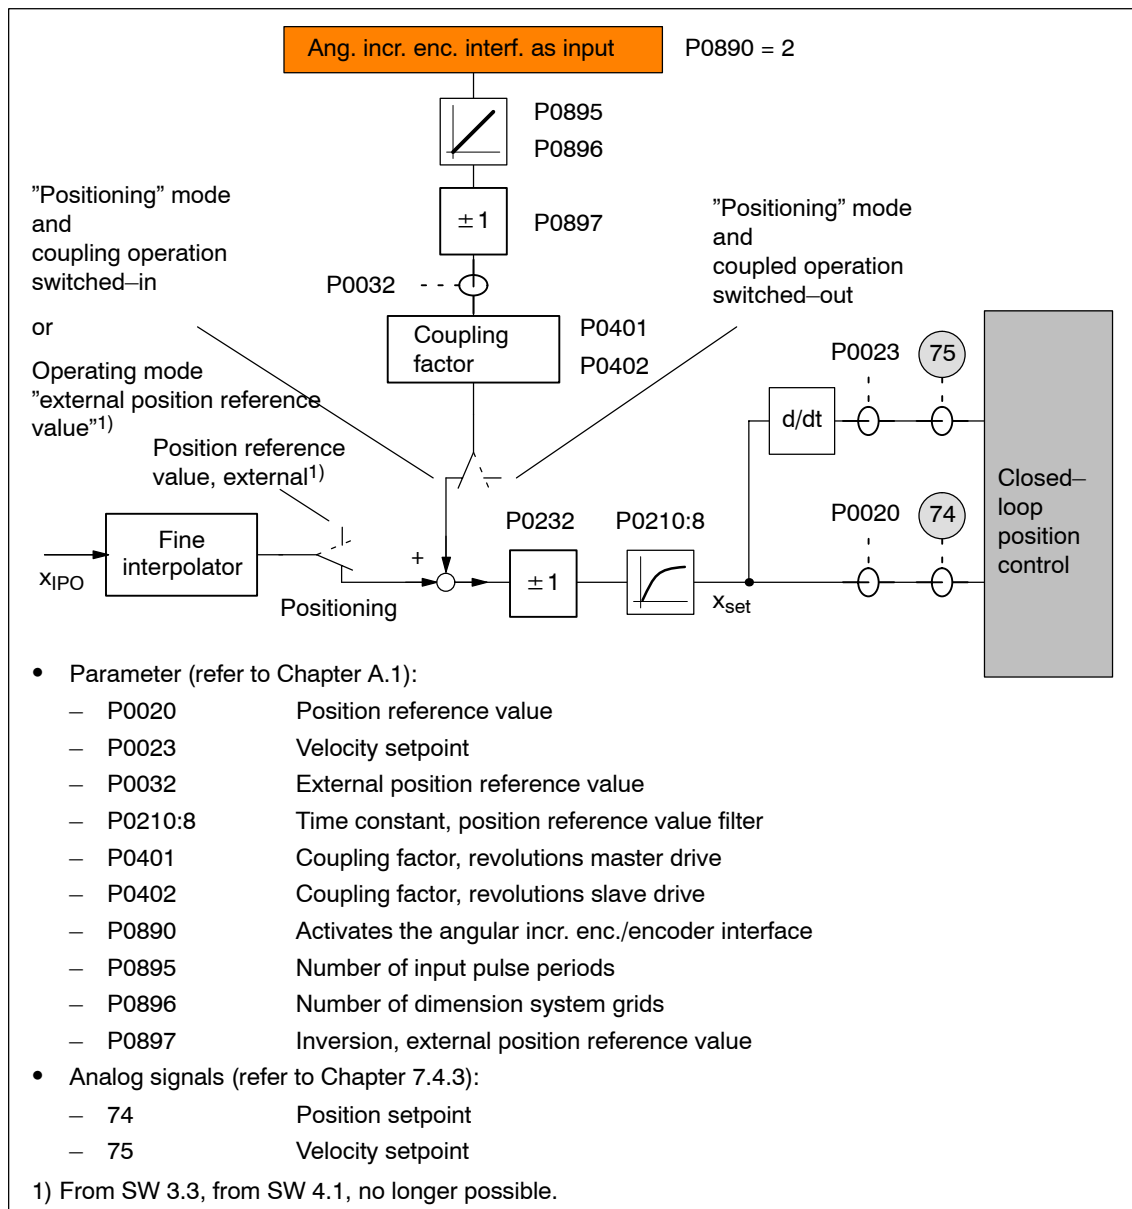 Ang. incr. enc. interf. as input
P0890 = 2
P0895
P0896
±1
P0897
P0032
Coupling
factor
P0401
P0402
”Positioning” mode
and
coupling operation
switched–in
or
Operating mode
”external position reference
value”1)
”Positioning” mode
and
coupled operation
switched–out
Position reference
value, external1)
xIPO
Fine
interpolator
Positioning
+
P0232
±1
P0210:8
xset
d/dt
P0023
75
P0020
74
Closed–
loop
position
control
• Parameter (refer to Chapter A.1):
– P0020 Position reference value
– P0023 Velocity setpoint
– P0032 External position reference value
– P0210:8 Time constant, position reference value filter
– P0401 Coupling factor, revolutions master drive
– P0402 Coupling factor, revolutions slave drive
– P0890 Activates the angular incr. enc./encoder interface
– P0895 Number of input pulse periods
– P0896 Number of dimension system grids
– P0897 Inversion, external position reference value
• Analog signals (refer to Chapter 7.4.3):
– 74 Position setpoint
– 75 Velocity setpoint
1) From SW 3.3, from SW 4.1, no longer possible.